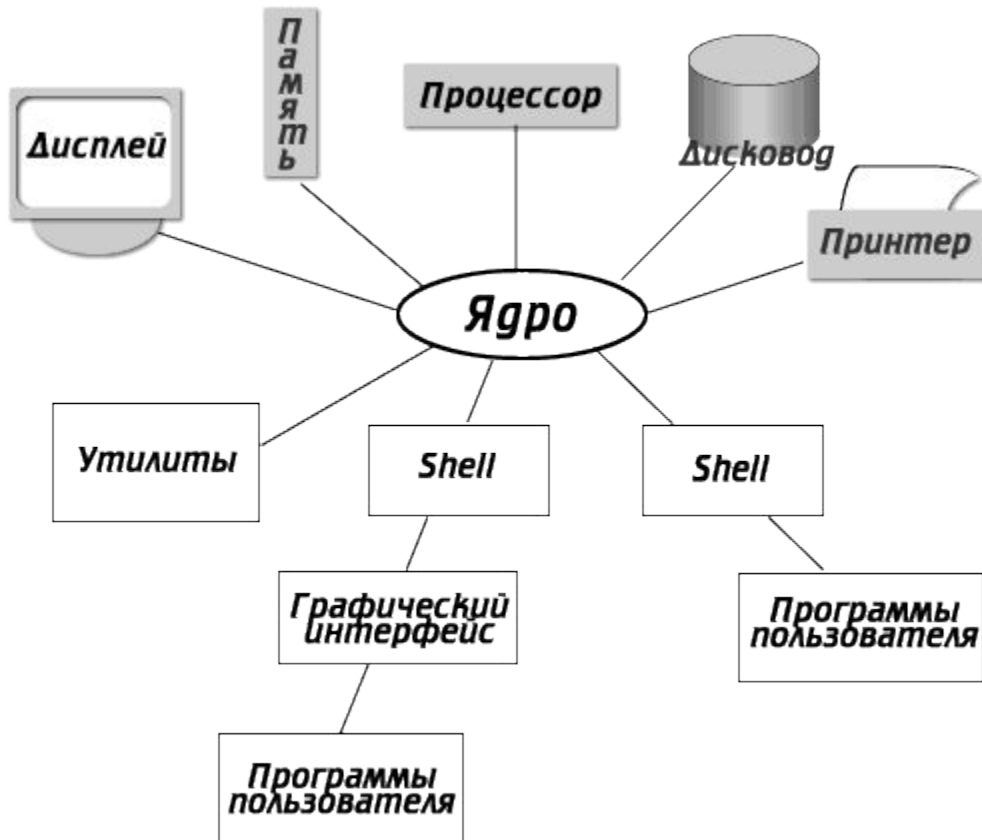 Память
Процессор
Дисплей
Дисковод
Принтер
Ядро
Утилиты
Shell
Shell
Графический
интерфейс
Программы
пользователя
Программы
пользователя